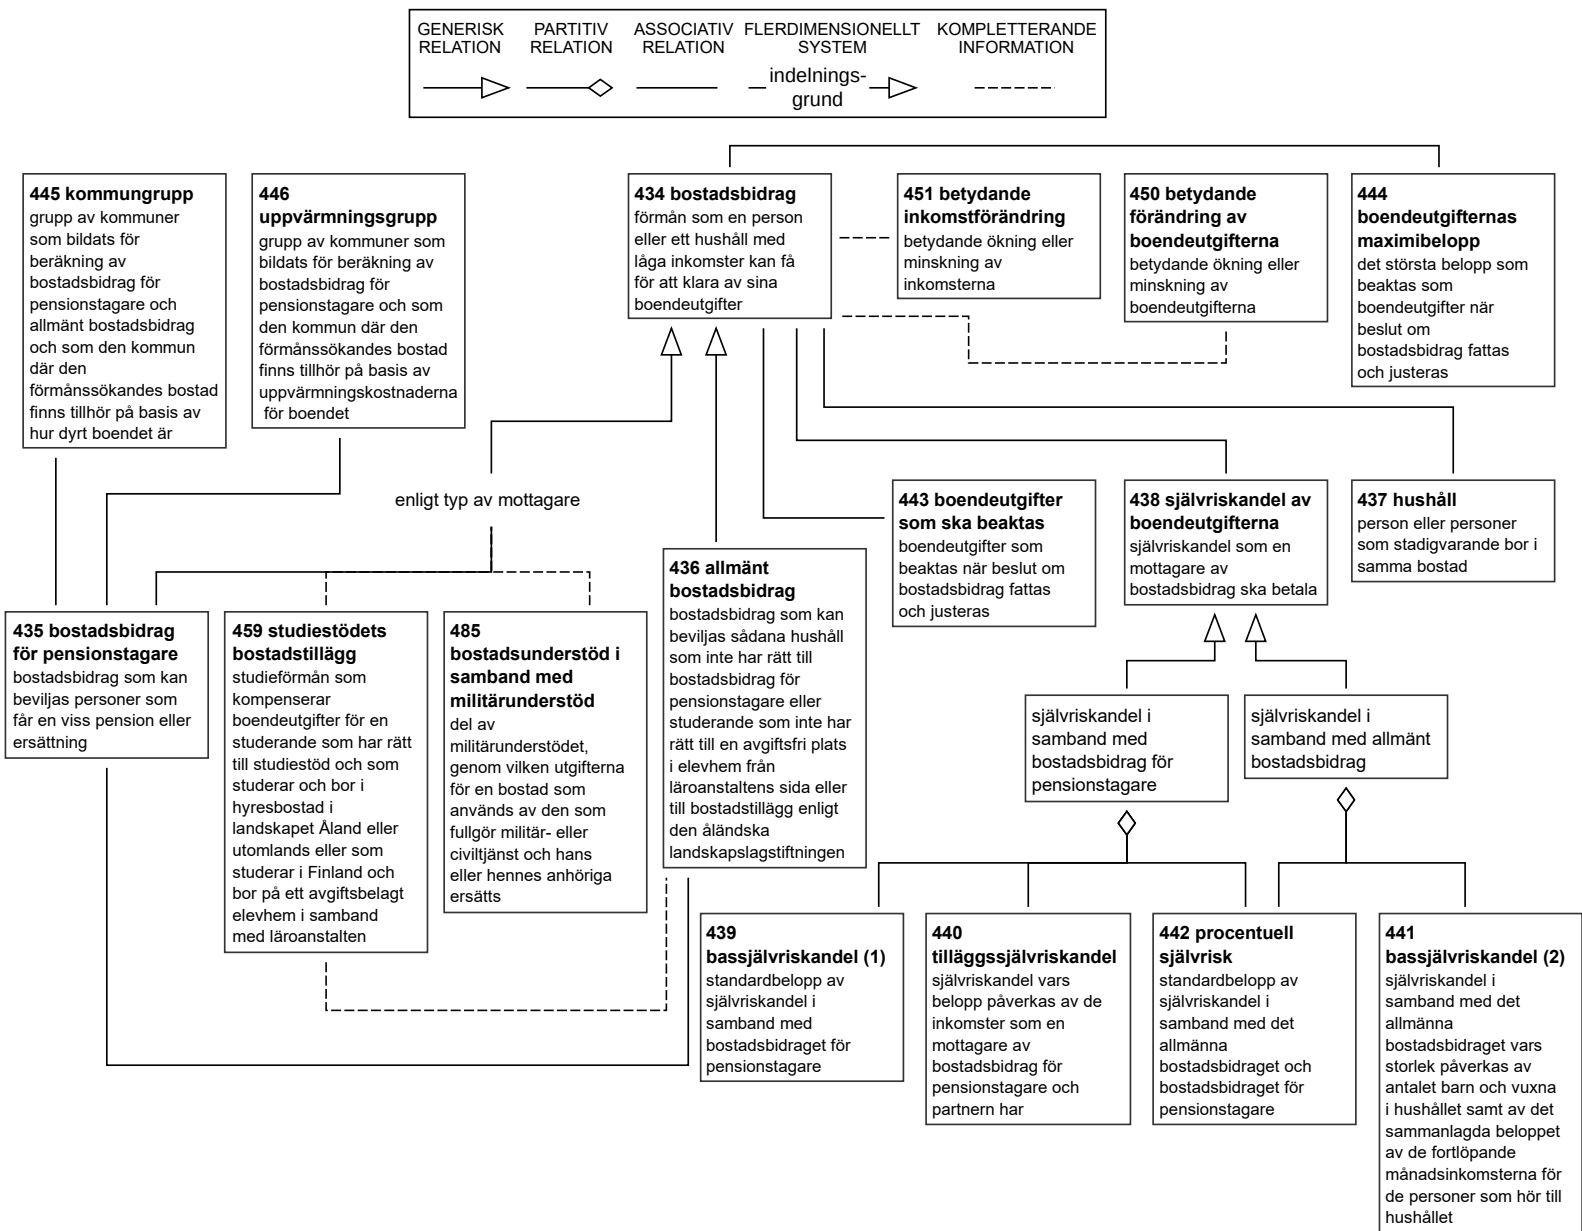 GENERISK
RELATION
PARTITIV
RELATION
ASSOCIATIV
RELATION
FLERDIMENSIONELLT
SYSTEM
KOMPLETTERANDE
INFORMATION
indelnings-
grund
445 kommungrupp
grupp av kommuner
som bildats för
beräkning av
bostadsbidrag för
pensionstagare och
allmänt bostadsbidrag
och som den kommun
där den
förmånssökandes bostad
finns tillhör på basis av
hur dyrt boendet är
446
uppvärmningsgrupp
grupp av kommuner som
bildats för beräkning av
bostadsbidrag för
pensionstagare och som
den kommun där den
förmånssökandes bostad
finns tillhör på basis av
uppvärmningskostnaderna
för boendet
434 bostadsbidrag
förmån som en person
eller ett hushåll med
låga inkomster kan få
för att klara av sina
boendeutgifter
451 betydande
inkomstförändring
betydande ökning eller
minskning av
inkomsterna
450 betydande
förändring av
boendeutgifterna
betydande ökning eller
minskning av
boendeutgifterna
444
boendeutgifternas
maximibelopp
det största belopp som
beaktas som
boendeutgifter när
beslut om
bostadsbidrag fattas
och justeras
enligt typ av mottagare
443 boendeutgifter
som ska beaktas
boendeutgifter som
beaktas när beslut om
bostadsbidrag fattas
och justeras
438 självriskandel av
boendeutgifterna
självriskandel som en
mottagare av
bostadsbidrag ska betala
437 hushåll
person eller personer
som stadigvarande bor i
samma bostad
435 bostadsbidrag
för pensionstagare
bostadsbidrag som kan
beviljas personer som
får en viss pension eller
ersättning
459 studiestödets
bostadstillägg
studieförmån som
kompenserar
boendeutgifter för en
studerande som har rätt
till studiestöd och som
studerar och bor i
hyresbostad i
landskapet Åland eller
utomlands eller som
studerar i Finland och
bor på ett avgiftsbelagt
elevhem i samband
med läroanstalten
485
bostadsunderstöd i
samband med
militärunderstöd
del av
militärunderstödet,
genom vilken utgifterna
för en bostad som
används av den som
fullgör militär- eller
civiltjänst och hans
eller hennes anhöriga
ersätts
436 allmänt
bostadsbidrag
bostadsbidrag som kan
beviljas sådana hushåll
som inte har rätt till
bostadsbidrag för
pensionstagare eller
studerande som inte har
rätt till en avgiftsfri plats
i elevhem från
läroanstaltens sida eller
till bostadstillägg enligt
den åländska
landskapslagstiftningen
självriskandel i
samband med
bostadsbidrag för
pensionstagare
självriskandel i
samband med allmänt
bostadsbidrag
439
bassjälvriskandel (1)
standardbelopp av
självriskandel i
samband med
bostadsbidraget för
pensionstagare
440
tilläggssjälvriskandel
självriskandel vars
belopp påverkas av de
inkomster som en
mottagare av
bostadsbidrag för
pensionstagare och
partnern har
442 procentuell
självrisk
standardbelopp av
självriskandel i
samband med det
allmänna
bostadsbidraget och
bostadsbidraget för
pensionstagare
441
bassjälvriskandel (2)
självriskandel i
samband med det
allmänna
bostadsbidraget vars
storlek påverkas av
antalet barn och vuxna
i hushållet samt av det
sammanlagda beloppet
av de fortlöpande
månadsinkomsterna för
de personer som hör till
hushållet